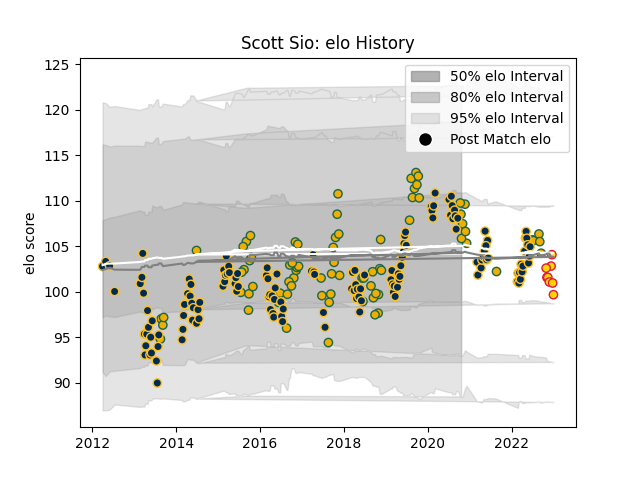 Scott Sio: elo History
125
120
115
110
105
100
95
90
elo score
50% elo Interval
80% elo Interval
95% elo Interval
Post Match elo
2012
2014
2016
2018
2020
2022